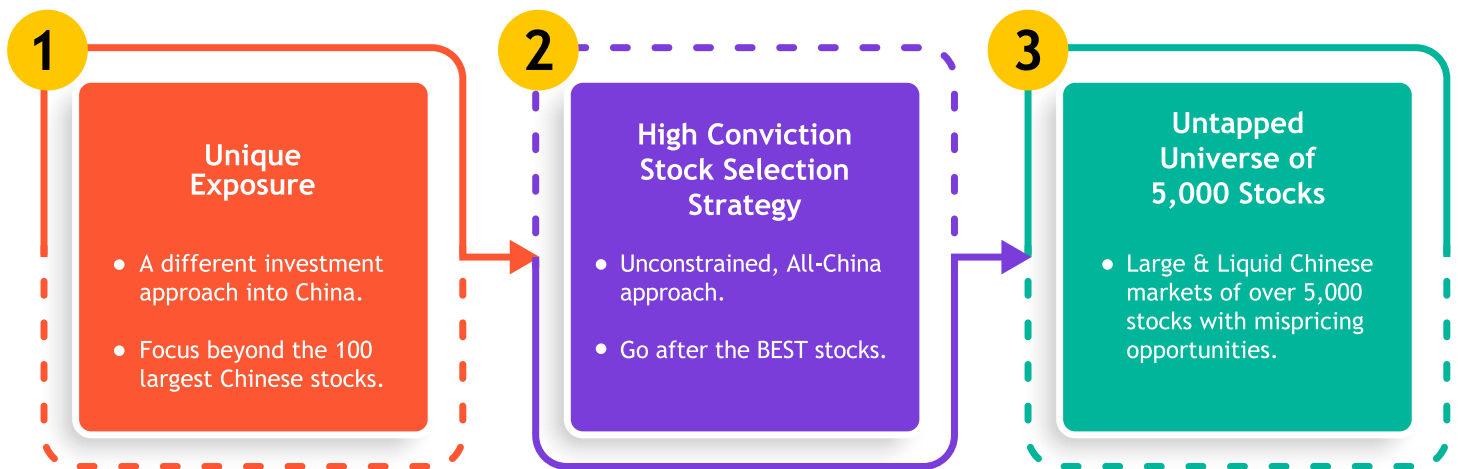 1
Unique
Exposure
● A different investment
approach into China.
● Focus beyond the 100
largest Chinese stocks.
2
High Conviction
Stock Selection
Strategy
● Unconstrained, All-China
approach.
● Go after the BEST stocks.
3
Untapped
Universe of
5,000 Stocks
● Large & Liquid Chinese
markets of over 5,000
stocks with mispricing
opportunities.